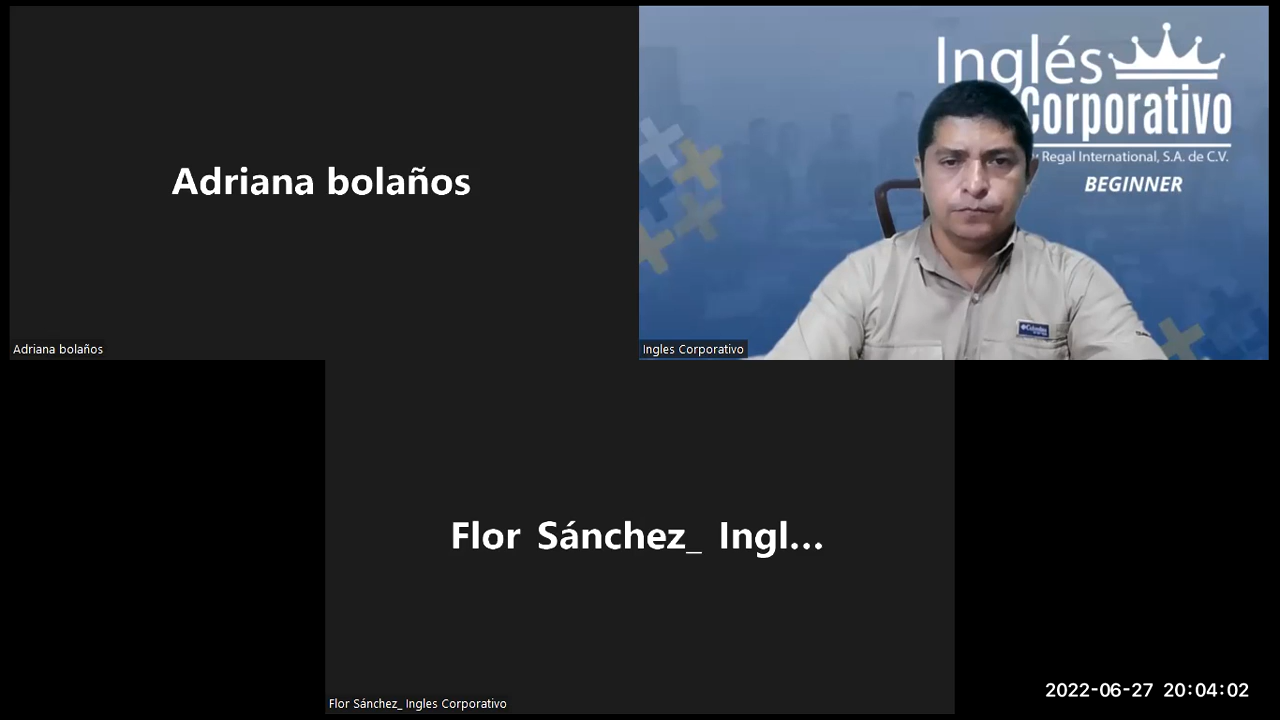 Adriana bolaños
Adriana bolaños
Inglés
Corporativo
Regal International, S.A. de C.V.
BEGINNER
Columbia
Ingles Corporativo
Flor Sánchez_ Ingl...
Flor Sánchez_ Ingles Corporativo
2022-06-27 20:04:02